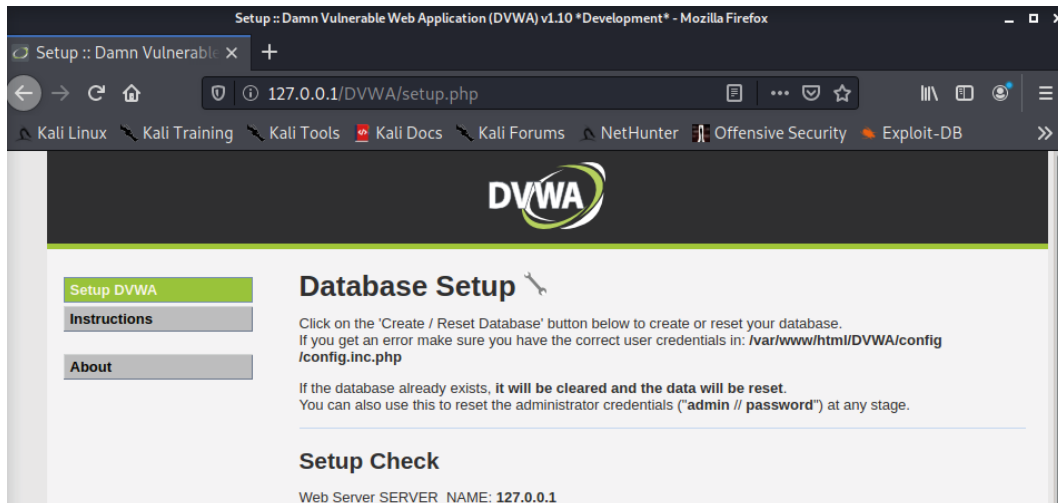 Setup :: Damn Vulnerable Web Application (DVWA) v1.10 *Development* - Mozilla Firefox
Setup :: Damn Vulnerable
127.0.0.1/DVWA/setup.php
Kali Linux Kali Training Kali Tools Kali Docs Kali Forums NetHunter Offensive Security Exploit-DB
DVWA
Setup DVWA
Instructions
About
Database Setup
Click on the 'Create / Reset Database' button below to create or reset your database.
If you get an error make sure you have the correct user credentials in: /var/www/html/DVWA/config
/config.inc.php
If the database already exists, it will be cleared and the data will be reset.
You can also use this to reset the administrator credentials ("admin // password") at any stage.
Setup Check
Web Server SERVER_NAME: 127.0.0.1